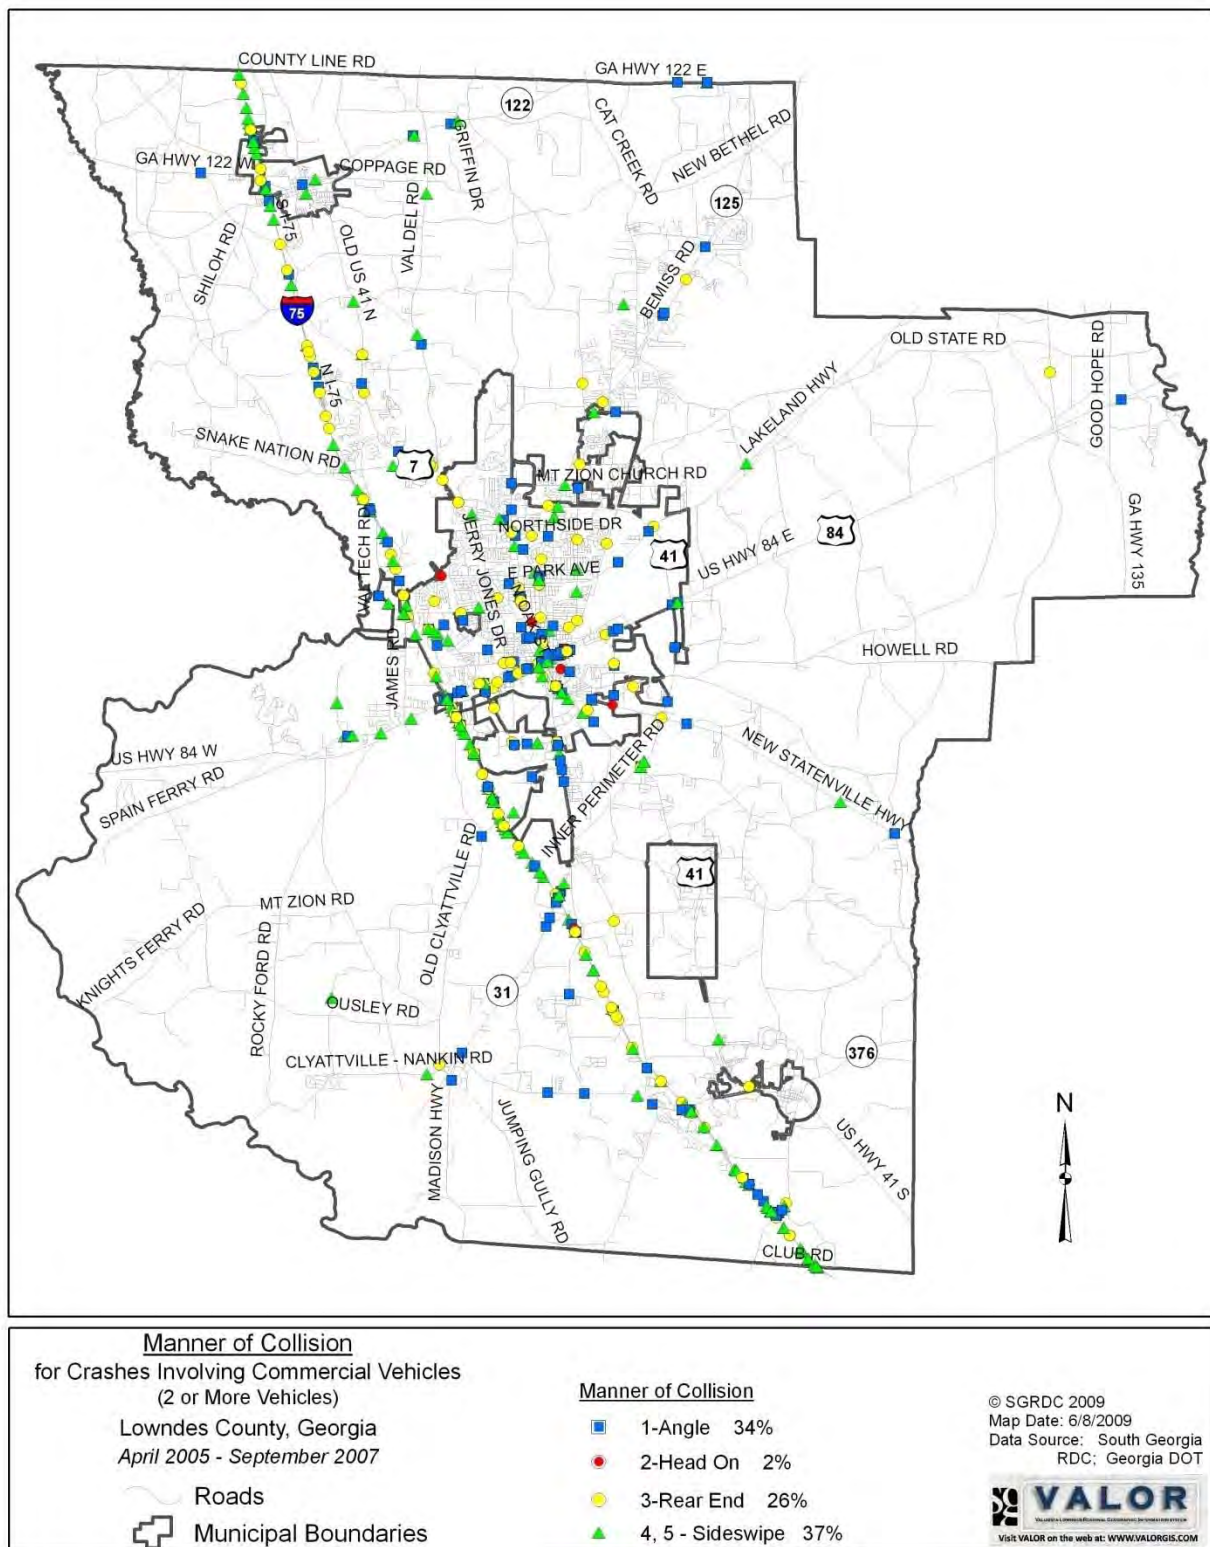 COUNTY LINE RD
GA HWY 122 E
122
CAT CREEK RD
NEW BETHEL RD
GRIFFIN DR
GA HWY 122 W
COPPAGE RD
VAL DEL RD
125
S I-75
SHILOH RD
OLD US 41 N
BEMISS RD
75
OLD STATE RD
GOOD HOPE RD
N I-75
LAKELAND HWY
SNAKE NATION RD
7
MT ZION CHURCH RD
VAL TECH RD
JERRY JONES DR
NORTHSIDE DR
41
84
US HWY 84 E
GA HWY 135
E PARK AVE
JAMES RD
HOWELL RD
US HWY 84 W
SPAIN FERRY RD
INNER PERIMETER RD
NEW STATENVILLE HWY
41
MT ZION RD
OLD CLYATTVILLE RD
KNIGHTS FERRY RD
ROCKY FORD RD
31
OUSLEY RD
376
CLYATTVILLE - NANKIN RD
MADISON HWY
JUMPING GULLY RD
US HWY 41 S
CLUB RD
N
Manner of Collision
for Crashes Involving Commercial Vehicles
(2 or More Vehicles)
Lowndes County, Georgia
April 2005 - September 2007
Roads
Municipal Boundaries
Manner of Collision
1-Angle 34%
2-Head On 2%
3-Rear End 26%
4, 5 - Sideswipe 37%
© SGRDC 2009
Map Date: 6/8/2009
Data Source: South Georgia
RDC; Georgia DOT
VALOR
VALDOSTA LOWNDES REGIONAL GEOGRAPHIC INFORMATION SYSTEM
Visit VALOR on the web at: WWW.VALORGIS.COM